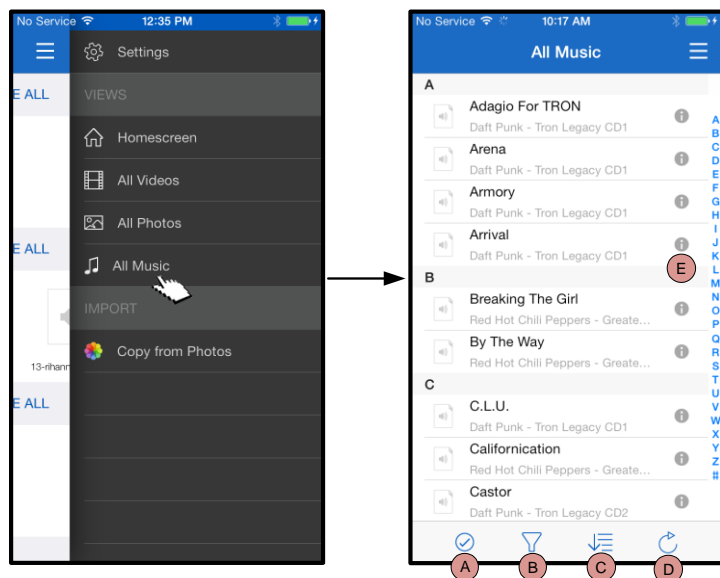 No Service 12:35 PM
Settings
E ALL
VIEWS
Homescreen
All Videos
All Photos
E ALL
All Music
IMPORT
Copy from Photos
13-rihann
E ALL
No Service 10:17 AM
All Music
A
Adagio For TRON
Daft Punk - Tron Legacy CD1
Arena
Daft Punk - Tron Legacy CD1
Armory
Daft Punk - Tron Legacy CD1
Arrival
Daft Punk - Tron Legacy CD1
E
B
Breaking The Girl
Red Hot Chili Peppers - Greate...
By The Way
Red Hot Chili Peppers - Greate...
C
C.L.U.
Daft Punk - Tron Legacy CD1
Californication
Red Hot Chili Peppers - Greate...
Castor
Daft Punk - Tron Legacy CD2
A
B
C
D
E
F
G
H
I
J
K
L
M
N
O
P
Q
R
S
T
U
V
W
X
Y
Z
#
A B C D